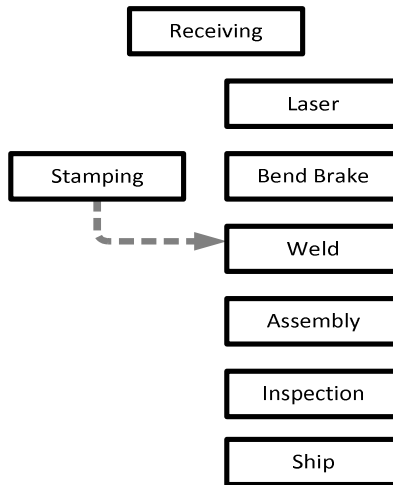 Receiving
Laser
Stamping
Bend Brake
Weld
Assembly
Inspection
Ship